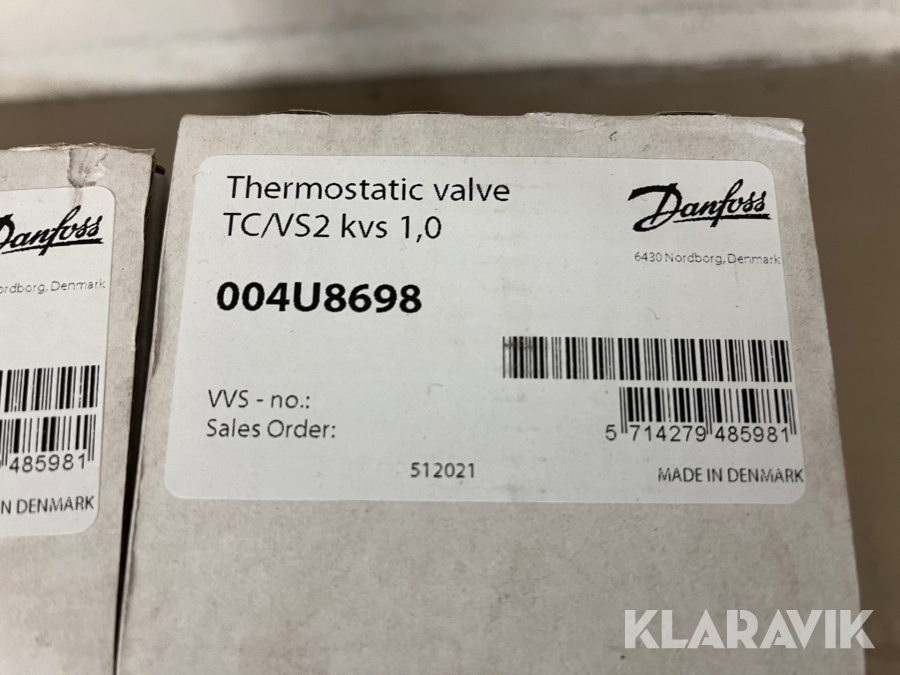 Thermostatic valve
TC/VS2 kvs 1,0
004U8698
VVS - no.:
Sales Order:
512021
Danfoss
6430 Nordborg, Denmark
5 714279 485981
MADE IN DENMARK
Danfoss
Denmark
485981
N DENMARK
KLARAVIK